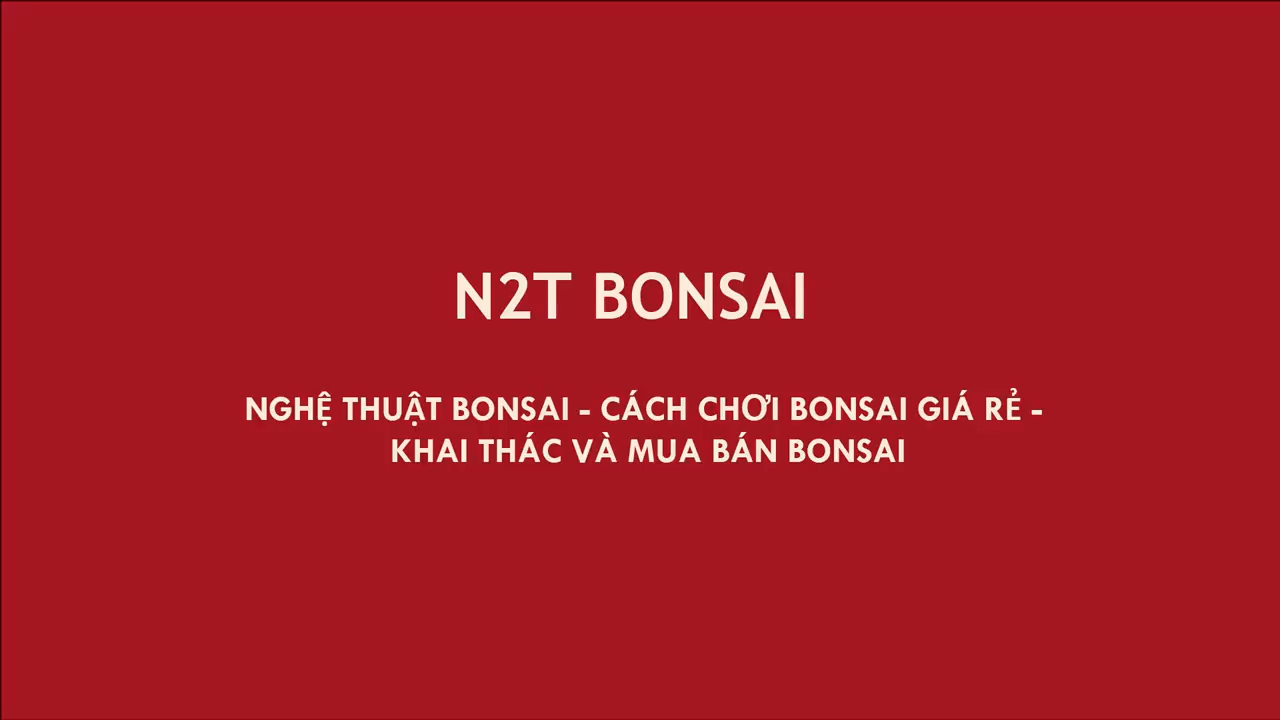 N2T BONSAI
NGHỆ THUẬT BONSAI - CÁCH CHƠI BONSAI GIÁ RẺ -
KHAI THÁC VÀ MUA BÁN BONSAI